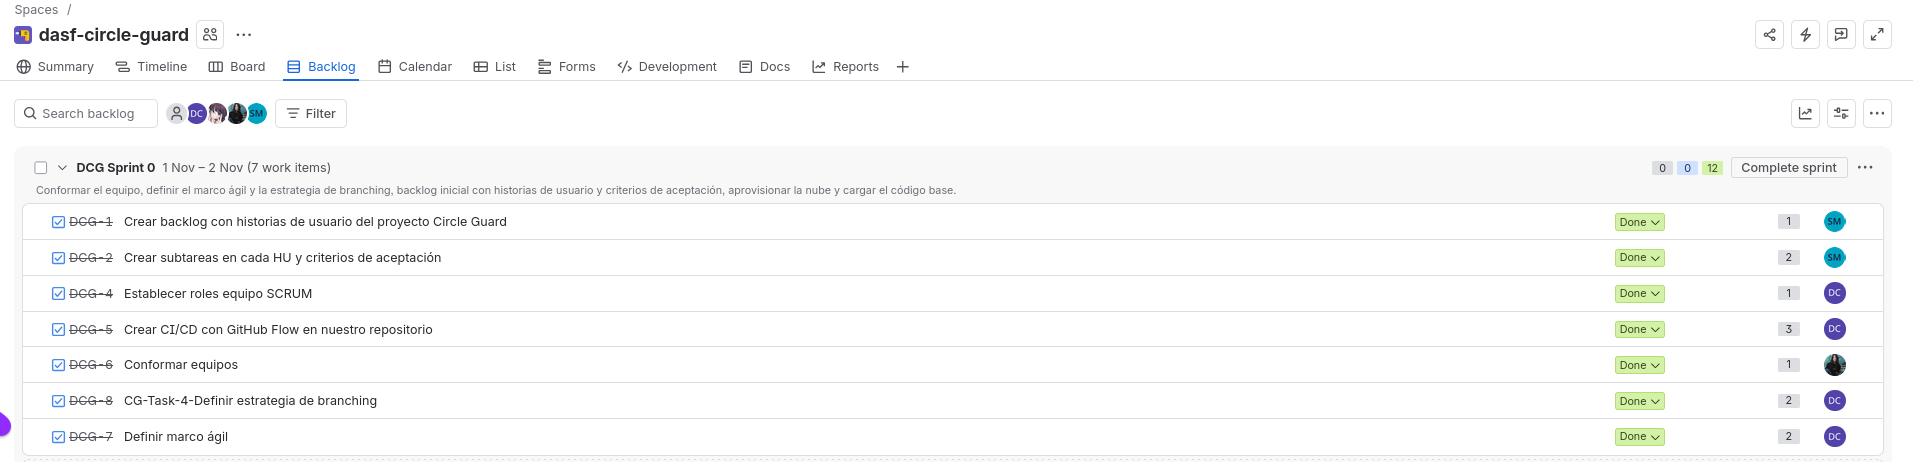 Spaces /
dasf-circle-guard
Summary Timeline Board Backlog Calendar List Forms Development Docs Reports
Search backlog DC SM Filter
DCG Sprint 0 1 Nov – 2 Nov (7 work items) 0 0 12 Complete sprint
Conformar el equipo, definir el marco ágil y la estrategia de branching, backlog inicial con historias de usuario y criterios de aceptación, aprovisionar la nube y cargar el código base.
DCG-1 Crear backlog con historias de usuario del proyecto Circle Guard Done 1 SM
DCG-2 Crear subtareas en cada HU y criterios de aceptación Done 2 SM
DCG-4 Establecer roles equipo SCRUM Done 1 DC
DCG-5 Crear CI/CD con GitHub Flow en nuestro repositorio Done 3 DC
DCG-6 Conformar equipos Done 1
DCG-8 CG-Task-4-Definir estrategia de branching Done 2 DC
DCG-7 Definir marco ágil Done 2 DC